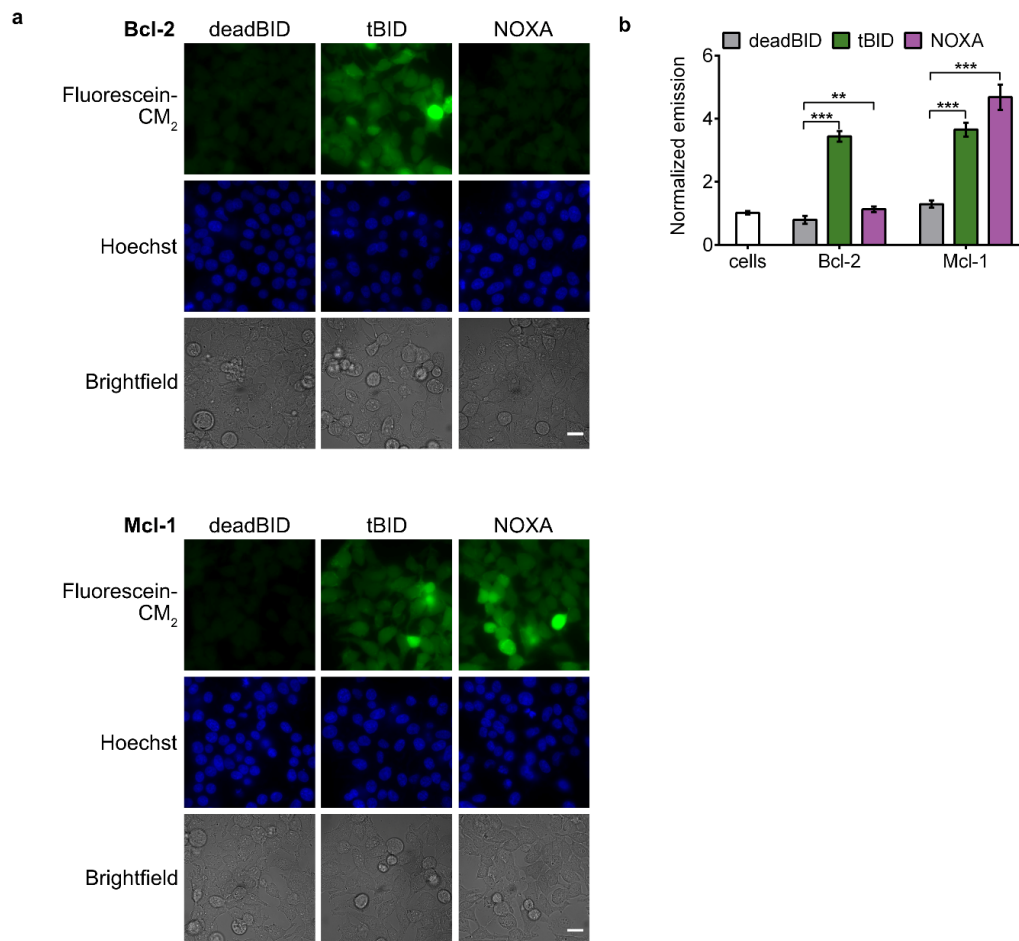 a
Bcl-2 deadBID tBID NOXA
Fluorescein-
CM2
Hoechst
Brightfield
Mcl-1 deadBID tBID NOXA
Fluorescein-
CM2
Hoechst
Brightfield
b
deadBID tBID NOXA
Normalized emission
6
4
2
0
***
**
***
***
cells Bcl-2 Mcl-1